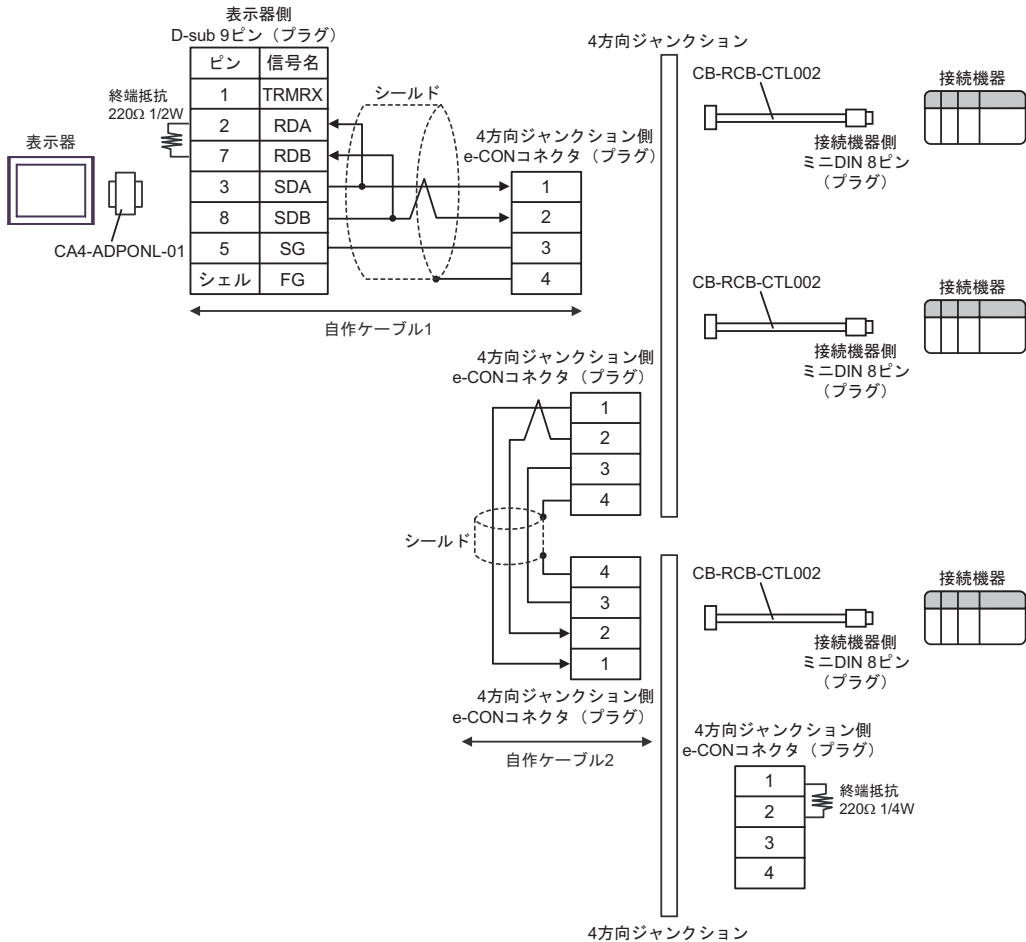 表示器側
D-sub 9ピン（プラグ）
ピン 信号名
1 TRMRX
2 RDA
7 RDB
3 SDA
8 SDB
5 SG
シェル FG
終端抵抗
220Ω 1/2W
表示器
CA4-ADPONL-01
シールド
4方向ジャンクション側
e-CONコネクタ（プラグ）
1
2
3
4
自作ケーブル1
4方向ジャンクション
CB-RCB-CTL002
接続機器側
ミニDIN 8ピン
（プラグ）
接続機器
CB-RCB-CTL002
接続機器側
ミニDIN 8ピン
（プラグ）
接続機器
4方向ジャンクション側
e-CONコネクタ（プラグ）
1
2
3
4
シールド
4
3
2
1
4方向ジャンクション側
e-CONコネクタ（プラグ）
自作ケーブル2
CB-RCB-CTL002
接続機器側
ミニDIN 8ピン
（プラグ）
接続機器
4方向ジャンクション側
e-CONコネクタ（プラグ）
1
2
3
4
終端抵抗
220Ω 1/4W
4方向ジャンクション